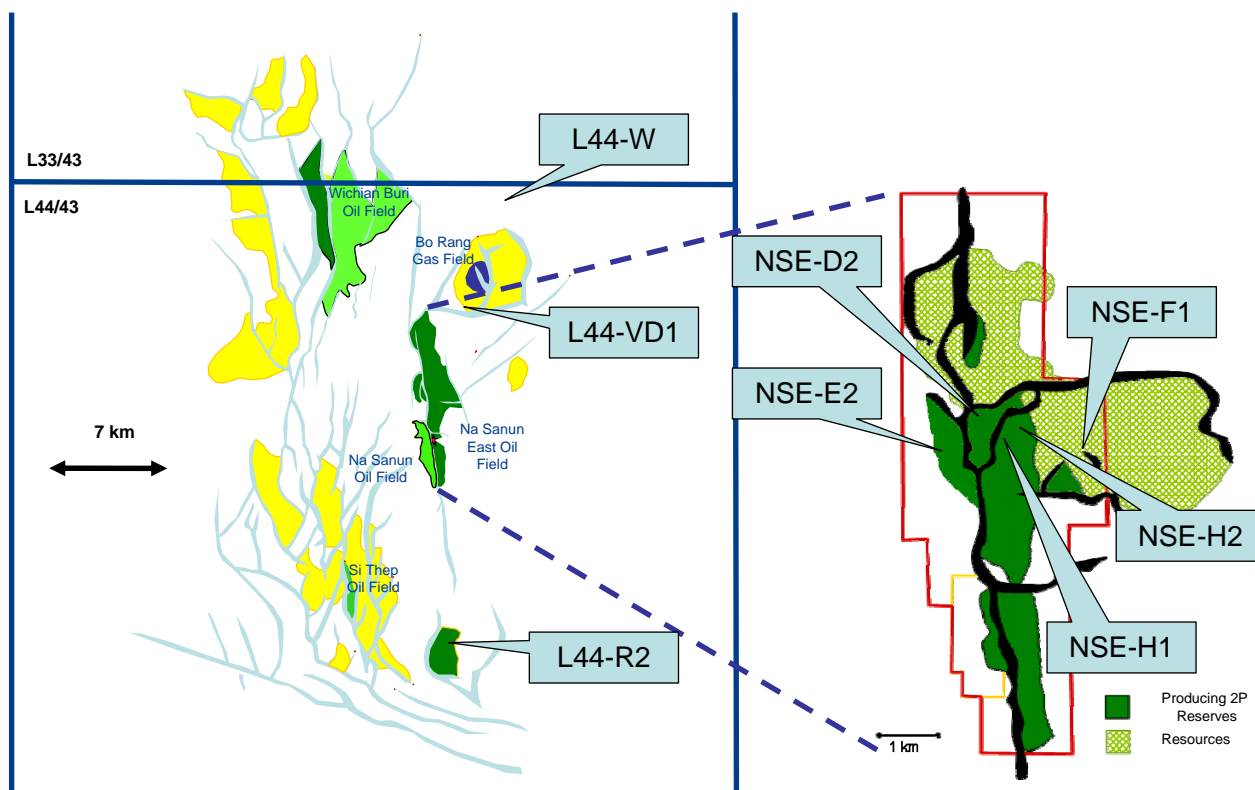 L44-W
L33/43
L44/43
Wichian Buri
Oil Field
Bo Rang
Gas Field
NSE-D2
NSE-F1
L44-VD1
NSE-E2
7 km
Na Sanun
East Oil
Field
Na Sanun
Oil Field
NSE-H2
Si Thep
Oil Field
NSE-H1
L44-R2
Producing 2P
Reserves
1 km
Resources